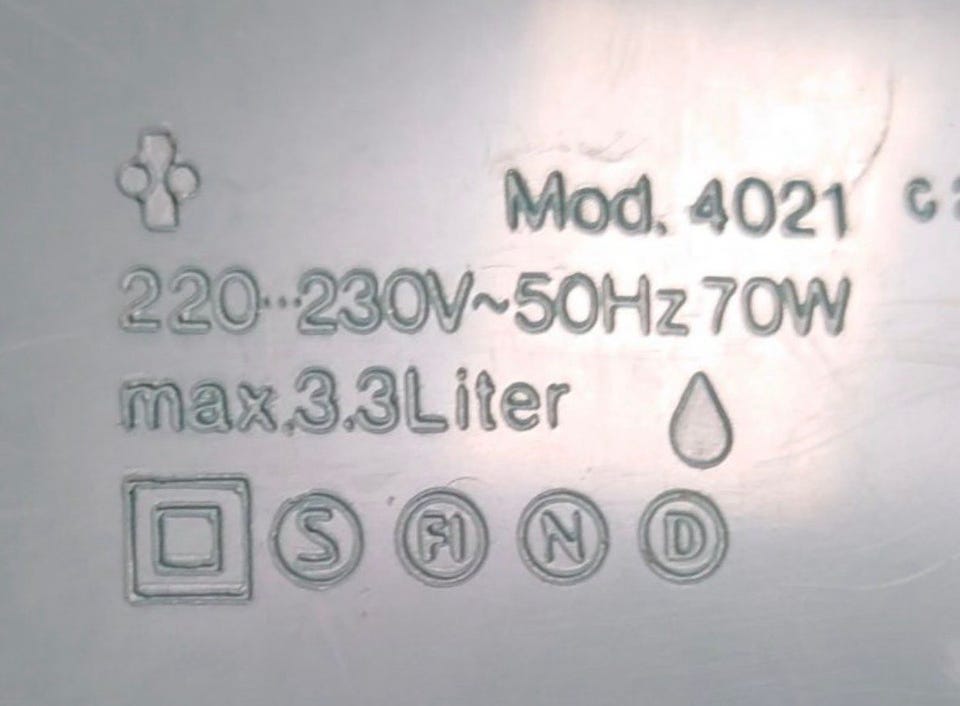 Mod. 4021
220...230V~50Hz 70W
max.3.3Liter
S FI N D